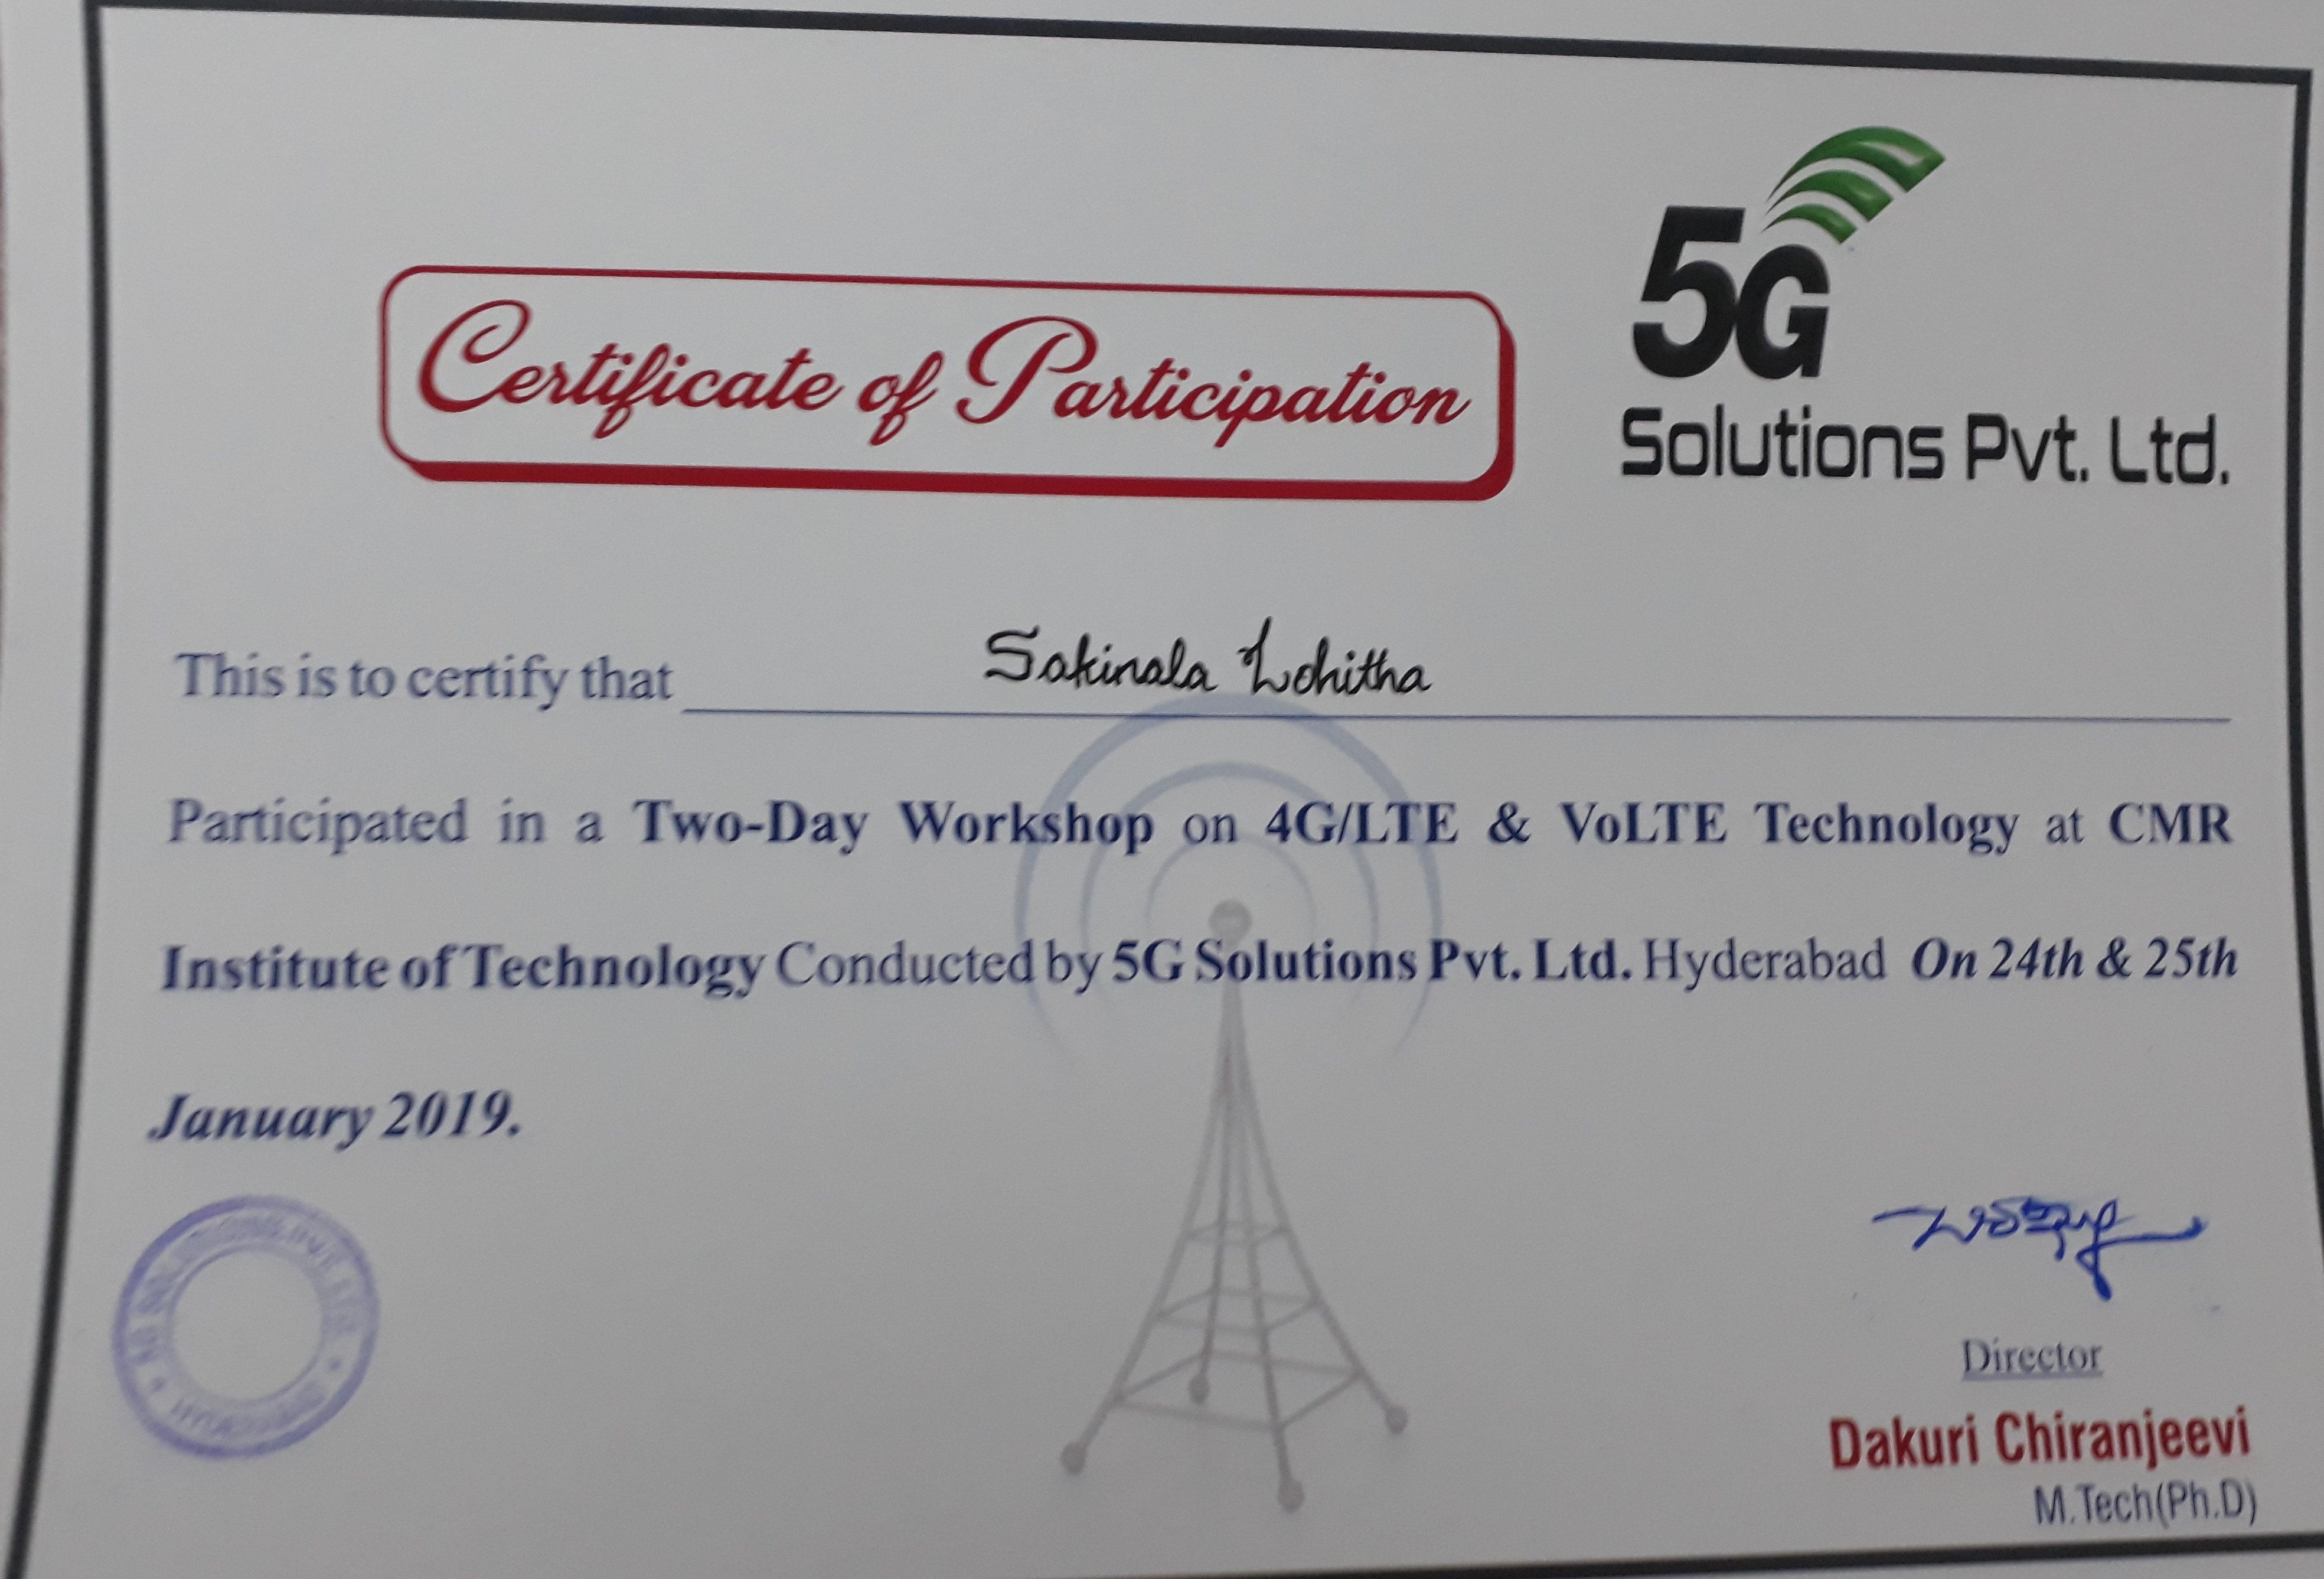 Certificate of Participation
5G
Solutions Pvt. Ltd.
This is to certify that Sakinala Lohitha
Participated in a Two-Day Workshop on 4G/LTE & VoLTE Technology at CMR
Institute of Technology Conducted by 5G Solutions Pvt. Ltd. Hyderabad On 24th & 25th
January 2019.
Director
Dakuri Chiranjeevi
M.Tech(Ph.D)